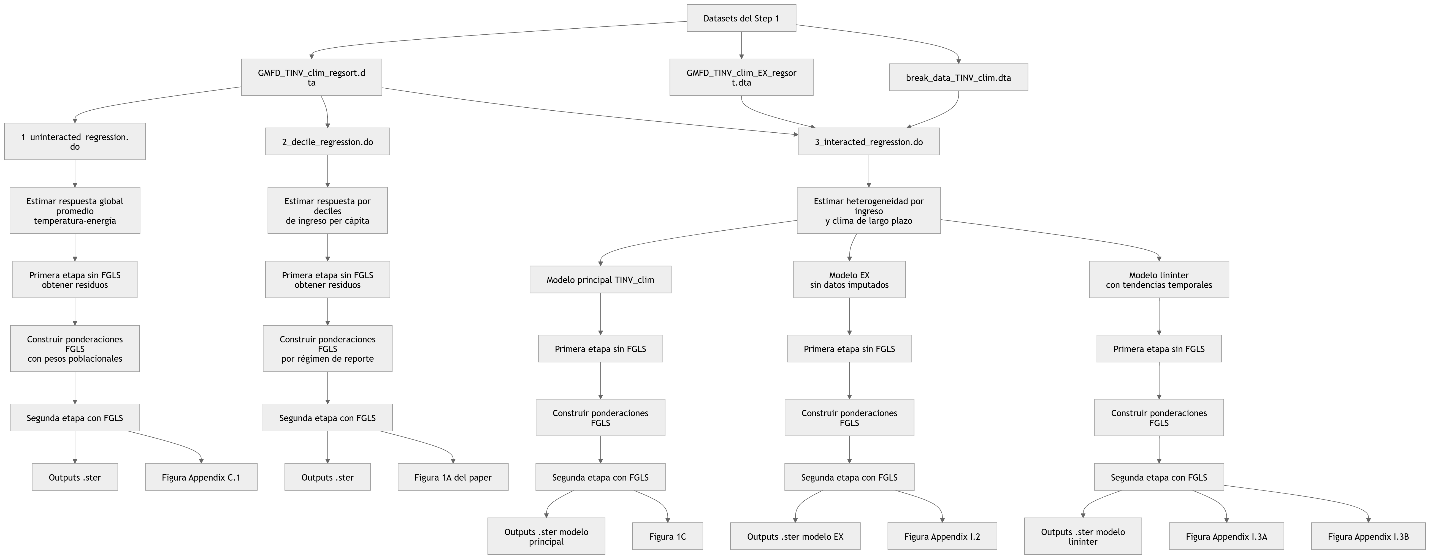 Datasets del Step 1
GMFD_TINV_clim_regsort.d
ta
GMFD_TINV_clim_EX_regsor
t.dta
break_data_TINV_clim.dta
1_uninteracted_regression.
do
2_decile_regression.do
3_interacted_regression.do
Estimar respuesta global
promedio
temperatura-energía
Estimar respuesta por
deciles
de ingreso per cápita
Estimar heterogeneidad por
ingreso
y clima de largo plazo
Primera etapa sin FGLS
obtener residuos
Primera etapa sin FGLS
obtener residuos
Modelo principal TINV_clim
Modelo EX
sin datos imputados
Modelo lininter
con tendencias temporales
Construir ponderaciones
FGLS
con pesos poblacionales
Construir ponderaciones
FGLS
por régimen de reporte
Primera etapa sin FGLS
Primera etapa sin FGLS
Primera etapa sin FGLS
Segunda etapa con FGLS
Segunda etapa con FGLS
Construir ponderaciones
FGLS
Construir ponderaciones
FGLS
Construir ponderaciones
FGLS
Outputs .ster
Figura Appendix C.1
Outputs .ster
Figura 1A del paper
Segunda etapa con FGLS
Segunda etapa con FGLS
Segunda etapa con FGLS
Outputs .ster modelo
principal
Figura 1C
Outputs .ster modelo EX
Figura Appendix I.2
Outputs .ster modelo
lininter
Figura Appendix I.3A
Figura Appendix I.3B